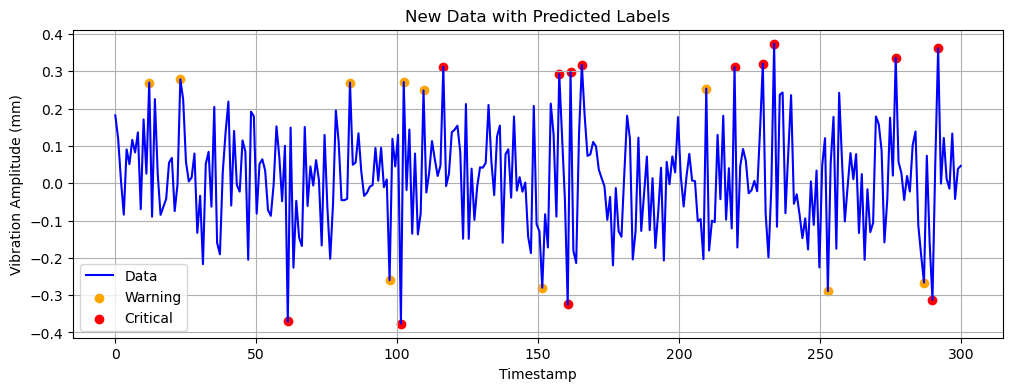 New Data with Predicted Labels
Vibration Amplitude (mm)
0.4
0.3
0.2
0.1
0.0
−0.1
−0.2
−0.3
−0.4
Data
Warning
Critical
0 50 100 150 200 250 300
Timestamp